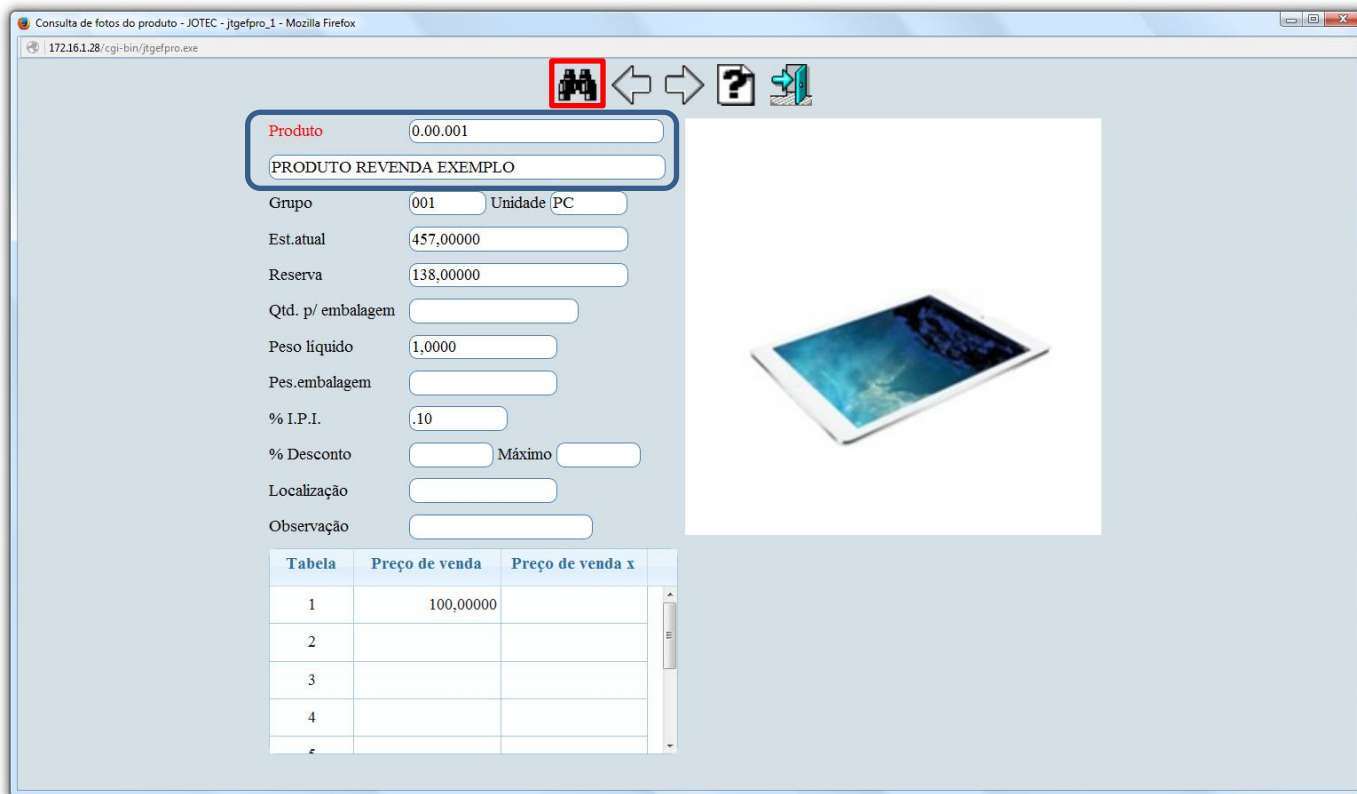 Consulta de fotos do produto - JOTEC - jtgefpro_1 - Mozilla Firefox
172.16.1.28/cgi-bin/jtgefpro.exe
Produto 0.00.001
PRODUTO REVENDA EXEMPLO
Grupo 001 Unidade PC
Est.atual 457,00000
Reserva 138,00000
Qtd. p/ embalagem
Peso líquido 1,0000
Pes.embalagem
% I.P.I. .10
% Desconto Máximo
Localização
Observação
Tabela Preço de venda Preço de venda x
1 100,00000
2
3
4
5